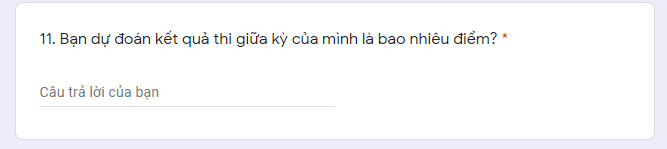 11. Bạn dự đoán kết quả thi giữa kỳ của mình là bao nhiêu điểm? *
Câu trả lời của bạn